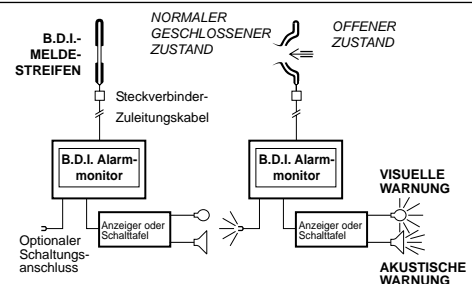 B.D.I.-
MELDE-
STREIFEN
NORMALER
GESCHLOSSENER
ZUSTAND
OFFENER
ZUSTAND
Steckverbinder-
Zuleitungskabel
B.D.I. Alarm-
monitor
B.D.I. Alarm-
monitor
VISUELLE
WARNUNG
Anzeiger oder
Schalttafel
Anzeiger oder
Schalttafel
Optionaler
Schaltungs-
anschluss
AKUSTISCHE
WARNUNG